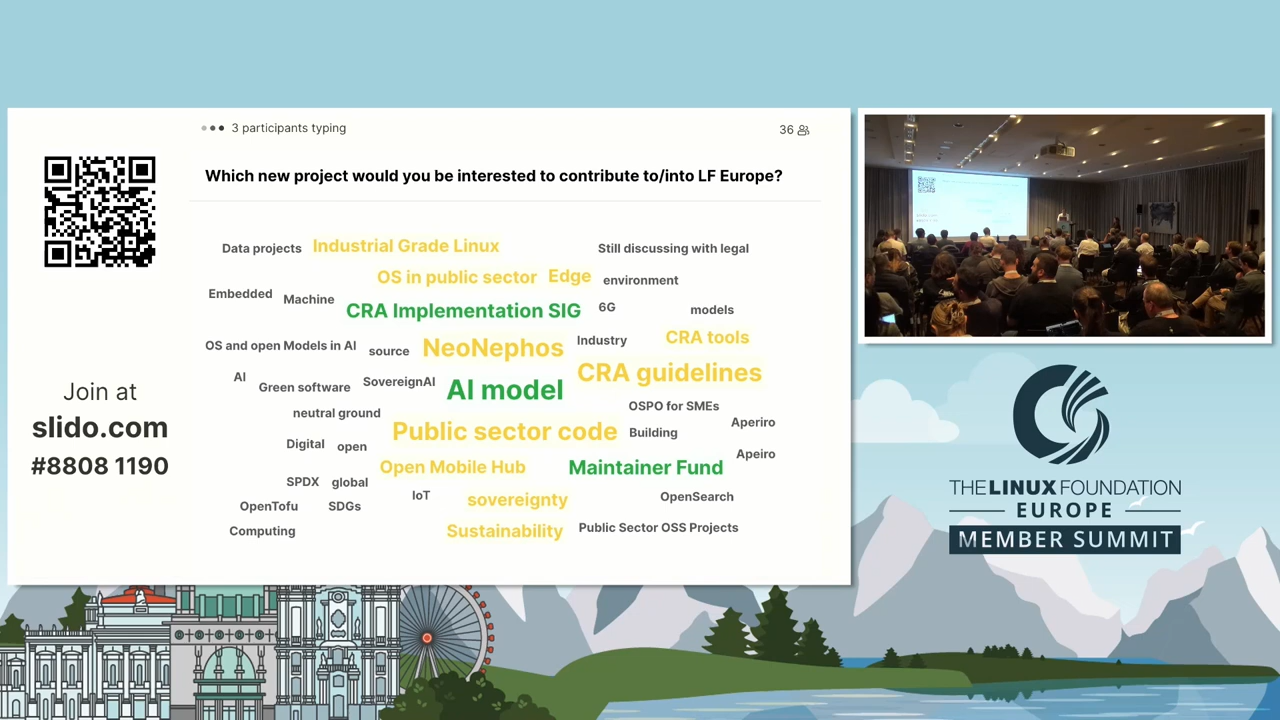 3 participants typing
36
Which new project would you be interested to contribute to/into LF Europe?
Data projects
Industrial Grade Linux
Still discussing with legal
OS in public sector
Edge
environment
Embedded
Machine
CRA Implementation SIG
6G
models
OS and open Models in AI
source
NeoNephos
Industry
CRA tools
AI
Green software
SovereignAI
AI model
CRA guidelines
neutral ground
OSPO for SMEs
Aperiro
Digital
open
Public sector code
Building
Open Mobile Hub
Maintainer Fund
Apeiro
SPDX
global
IoT
sovereignty
OpenSearch
OpenTofu
SDGs
Computing
Sustainability
Public Sector OSS Projects
Join at
slido.com
#8808 1190
THE LINUX FOUNDATION
EUROPE
MEMBER SUMMIT